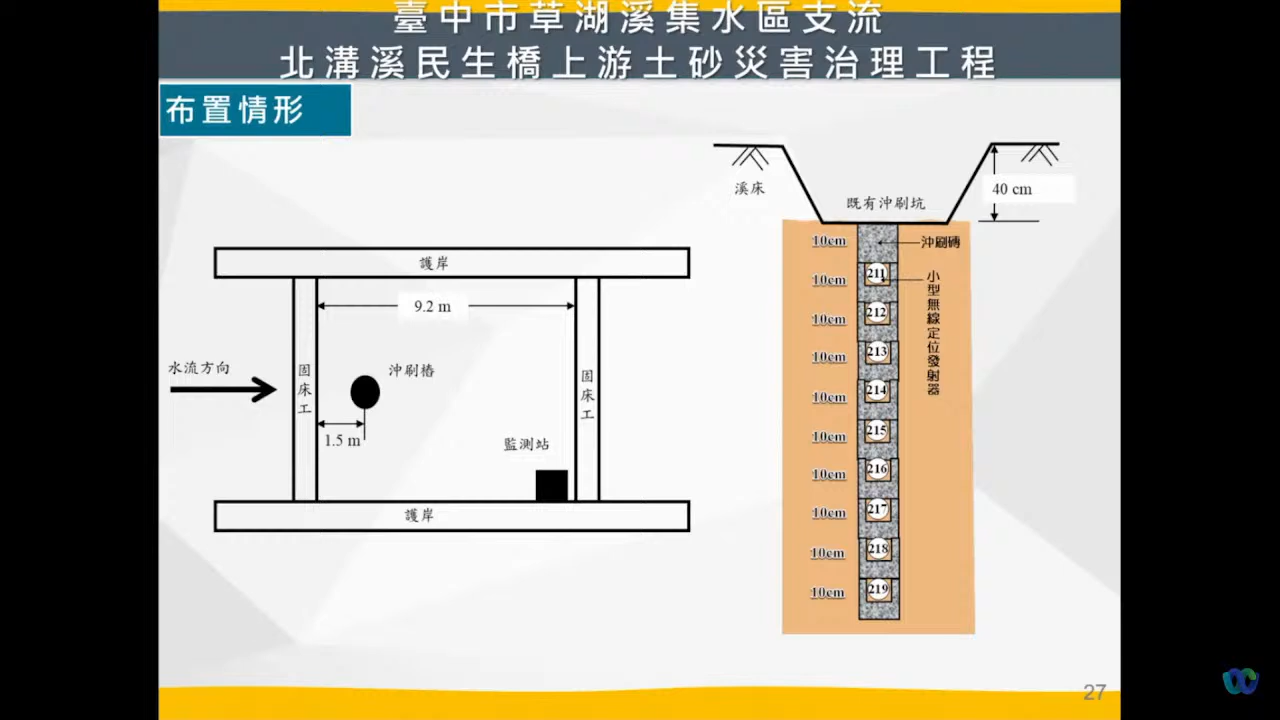 臺中市草湖溪集水區支流
北溝溪民生橋上游土砂災害治理工程
布置情形
護岸
9.2 m
水流方向
固床工
沖刷樁
1.5 m
監測站
固床工
護岸
溪床
既有沖刷坑
40 cm
10cm
沖刷磚
10cm
211
小型無線定位發射器
10cm
212
10cm
213
10cm
214
10cm
215
10cm
216
10cm
217
10cm
218
10cm
219
27